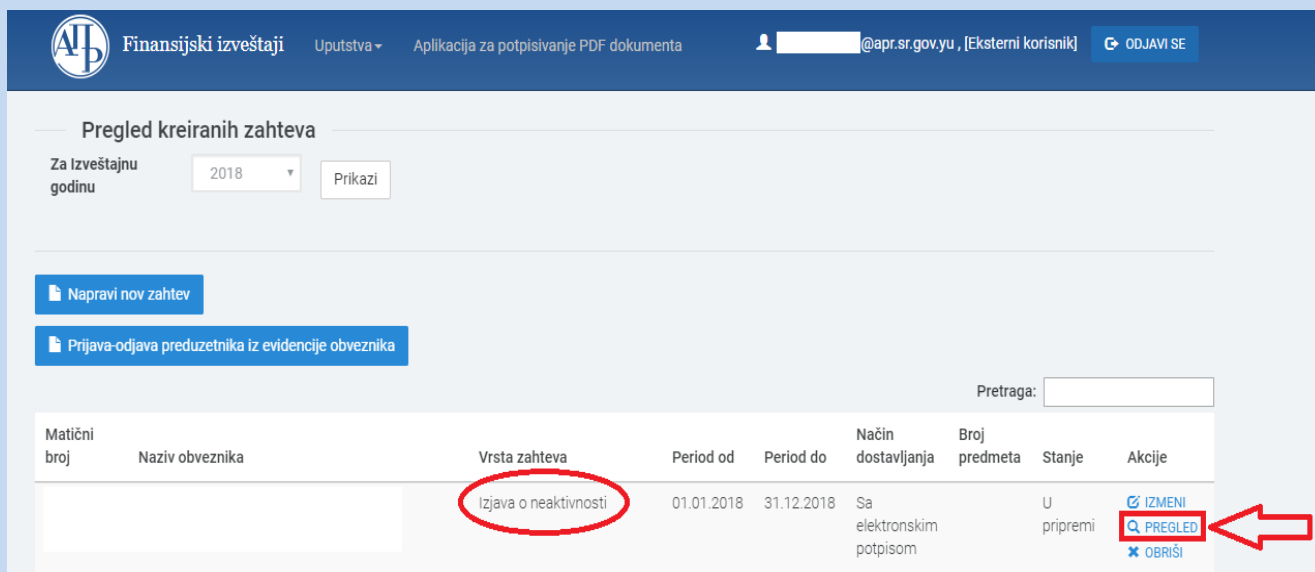 АПР Finansijski izveštaji Uputstva Aplikacija za potpisivanje PDF dokumenta @apr.sr.gov.yu , [Eksterni korisnik] ODJAVI SE
Pregled kreiranih zahteva
Za Izveštajnu godinu 2018 Prikazi
Napravi nov zahtev
Prijava-odjava preduzetnika iz evidencije obveznika
Pretraga:
Matični broj Naziv obveznika Vrsta zahteva Period od Period do Način dostavljanja Broj predmeta Stanje Akcije
Izjava o neaktivnosti 01.01.2018 31.12.2018 Sa elektronskim potpisom U pripremi IZMENI
PREGLED
OBRIŠI